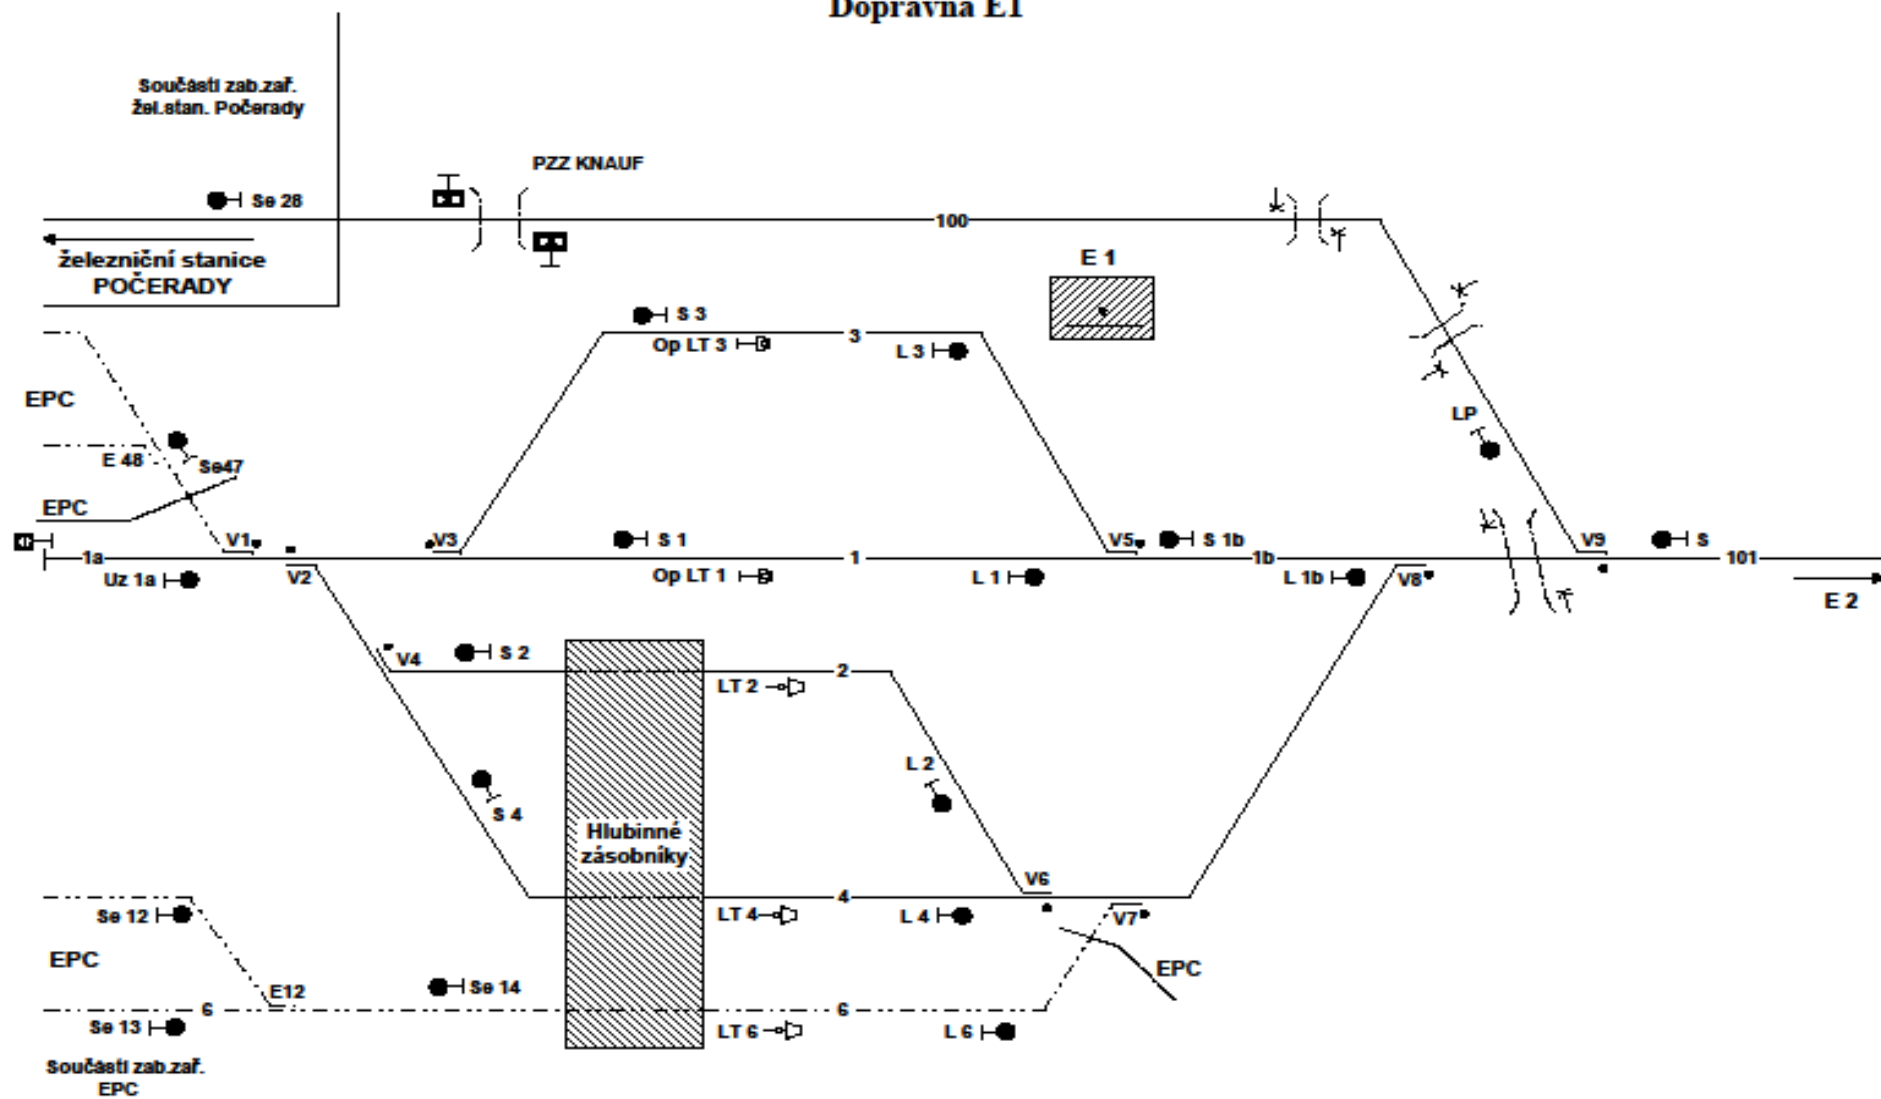 Dopravna E1
Součásti zab.zař.
žel.stan. Počerady
PZZ KNAUF
Se 28
100
železniční stanice
POČERADY
E 1
S 3
Op LT 3
3
L 3
EPC
LP
E 48
Se47
EPC
V1
V3
S 1
V5
S 1b
V9
S
1a
1
1b
101
Uz 1a
V2
Op LT 1
L 1
L 1b
V8
E 2
V4
S 2
2
LT 2
L 2
S 4
Hlubinné
zásobníky
V6
4
Se 12
LT 4
L 4
V7
EPC
EPC
E12
Se 14
6
6
Se 13
LT 6
L 6
Součásti zab.zař.
EPC